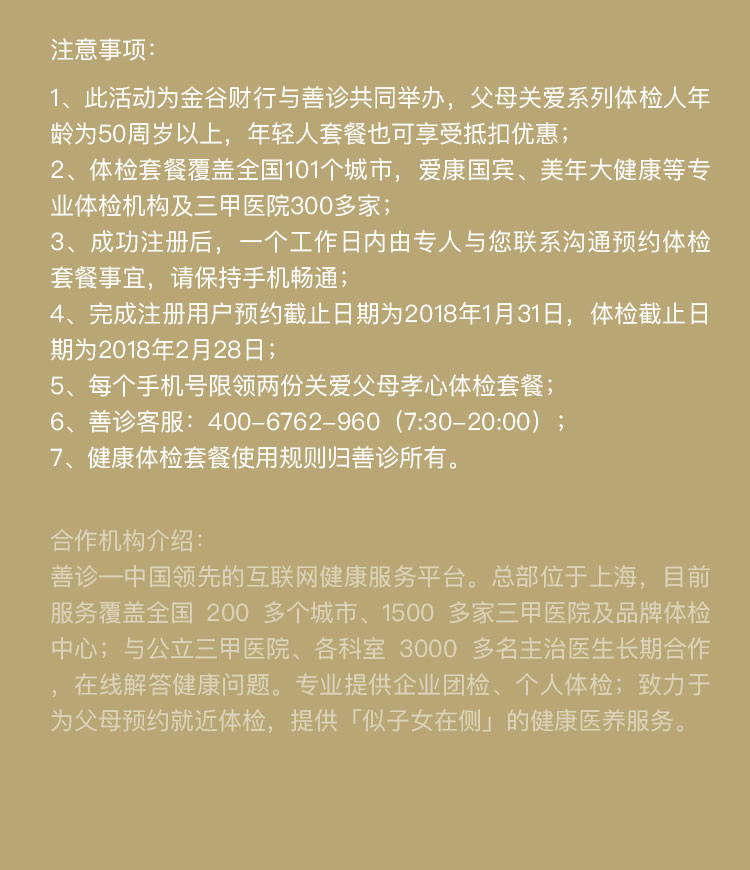 注意事项：
1、此活动为金谷财行与善诊共同举办，父母关爱系列体检人年
龄为50周岁以上，年轻人套餐也可享受抵扣优惠；
2、体检套餐覆盖全国101个城市，爱康国宾、美年大健康等专
业体检机构及三甲医院300多家；
3、成功注册后，一个工作日内由专人与您联系沟通预约体检
套餐事宜，请保持手机畅通；
4、完成注册用户预约截止日期为2018年1月31日，体检截止日
期为2018年2月28日；
5、每个手机号限领两份关爱父母孝心体检套餐；
6、善诊客服：400-6762-960（7:30-20:00）；
7、健康体检套餐使用规则归善诊所有。
合作机构介绍：
善诊—中国领先的互联网健康服务平台。总部位于上海，目前
服务覆盖全国 200 多个城市、1500 多家三甲医院及品牌体检
中心；与公立三甲医院、各科室 3000 多名主治医生长期合作
，在线解答健康问题。专业提供企业团检、个人体检；致力于
为父母预约就近体检，提供「似子女在侧」的健康医养服务。